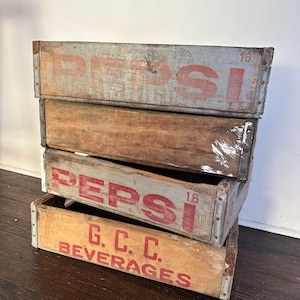 PEPSI 16
PEPSI 16
G. C. C.
BEVERAGES